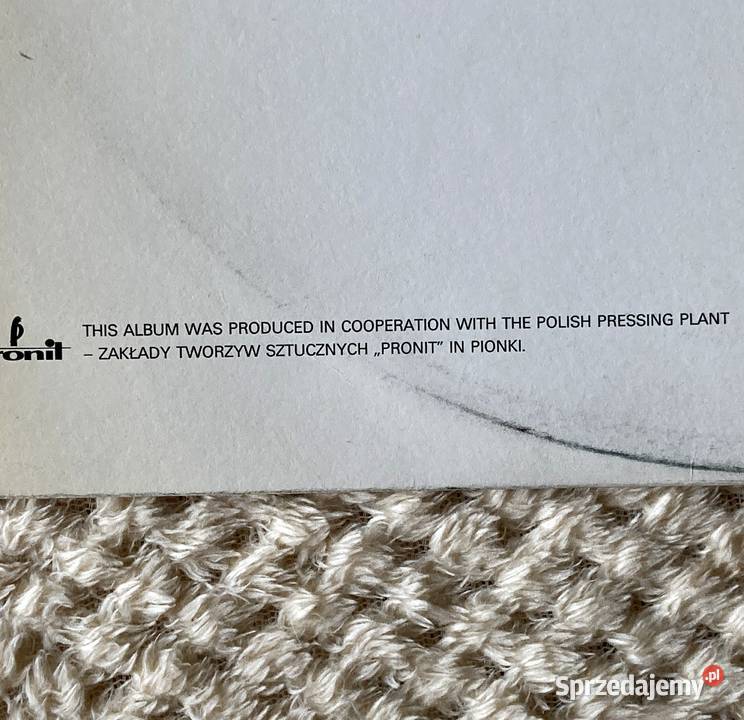 THIS ALBUM WAS PRODUCED IN COOPERATION WITH THE POLISH PRESSING PLANT
– ZAKŁADY TWORZYW SZTUCZNYCH „PRONIT” IN PIONKI.
ronit
Sprzedajemy.pl